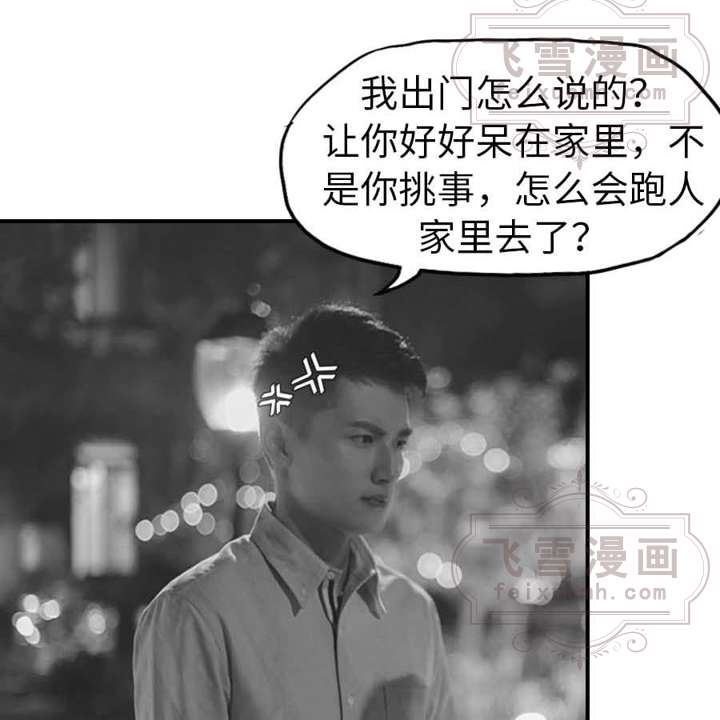 飞雪漫画
feixuemh.com
我出门怎么说的？
让你好好呆在家里，不
是你挑事，怎么会跑人
家里去了？
飞雪漫画
feixuemh.com